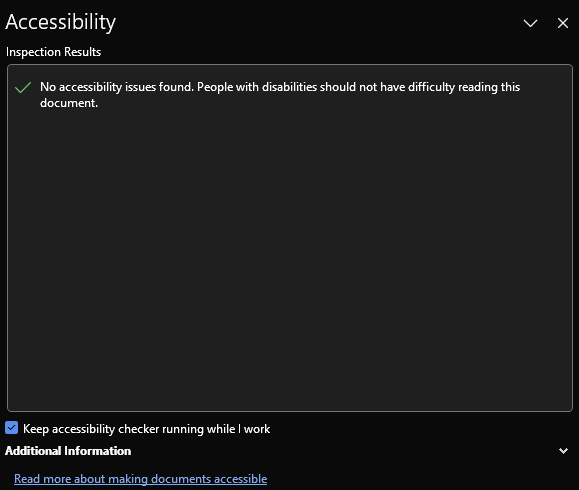 Accessibility
Inspection Results
No accessibility issues found. People with disabilities should not have difficulty reading this
document.
Keep accessibility checker running while I work
Additional Information
Read more about making documents accessible